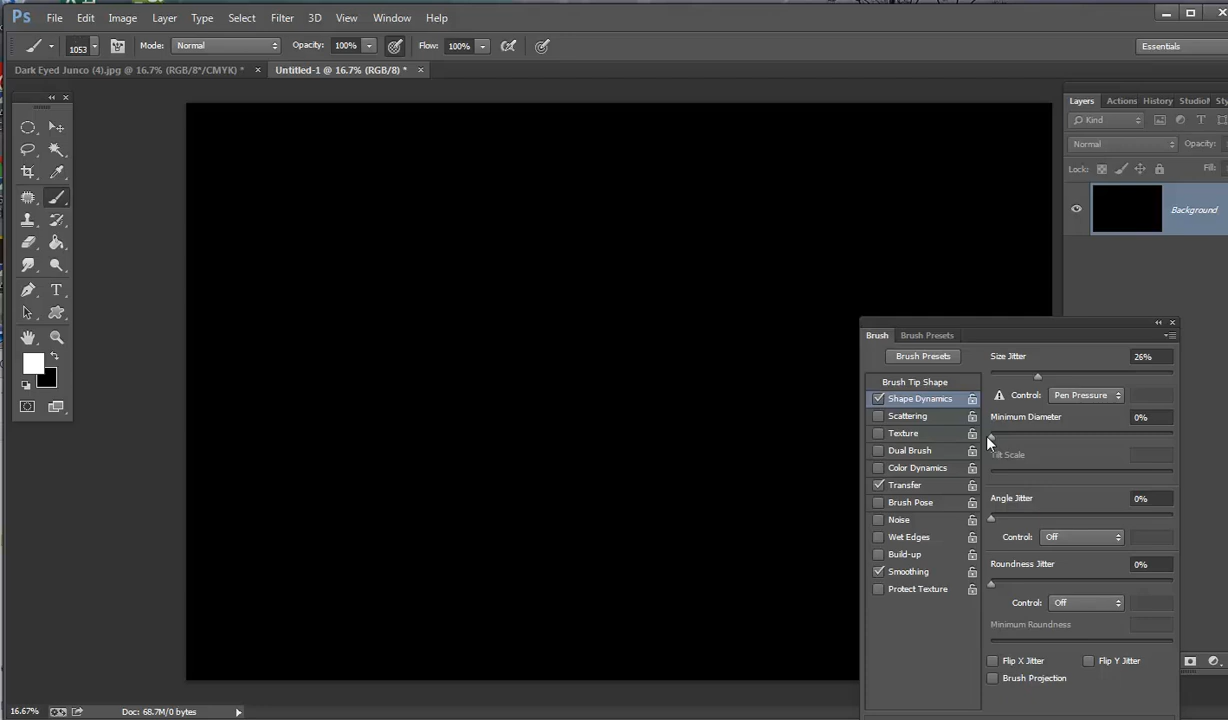 Ps File Edit Image Layer Type Select Filter 3D View Window Help
1053 Mode: Normal Opacity: 100% Flow: 100% Essentials
Dark Eyed Junco (4).jpg @ 16.7% (RGB/8*/CMYK) * × Untitled-1 @ 16.7% (RGB/8) * ×
Layers Actions History StudioM Sty
Kind
Normal Opacity:
Lock: Fill:
Background
Brush Brush Presets
Brush Presets
Brush Tip Shape
Shape Dynamics
Scattering
Texture
Dual Brush
Color Dynamics
Transfer
Brush Pose
Noise
Wet Edges
Build-up
Smoothing
Protect Texture
Size Jitter 26%
Control: Pen Pressure
Minimum Diameter 0%
Tilt Scale
Angle Jitter 0%
Control: Off
Roundness Jitter 0%
Control: Off
Minimum Roundness
Flip X Jitter Flip Y Jitter
Brush Projection
16.67% Doc: 68.7M/0 bytes